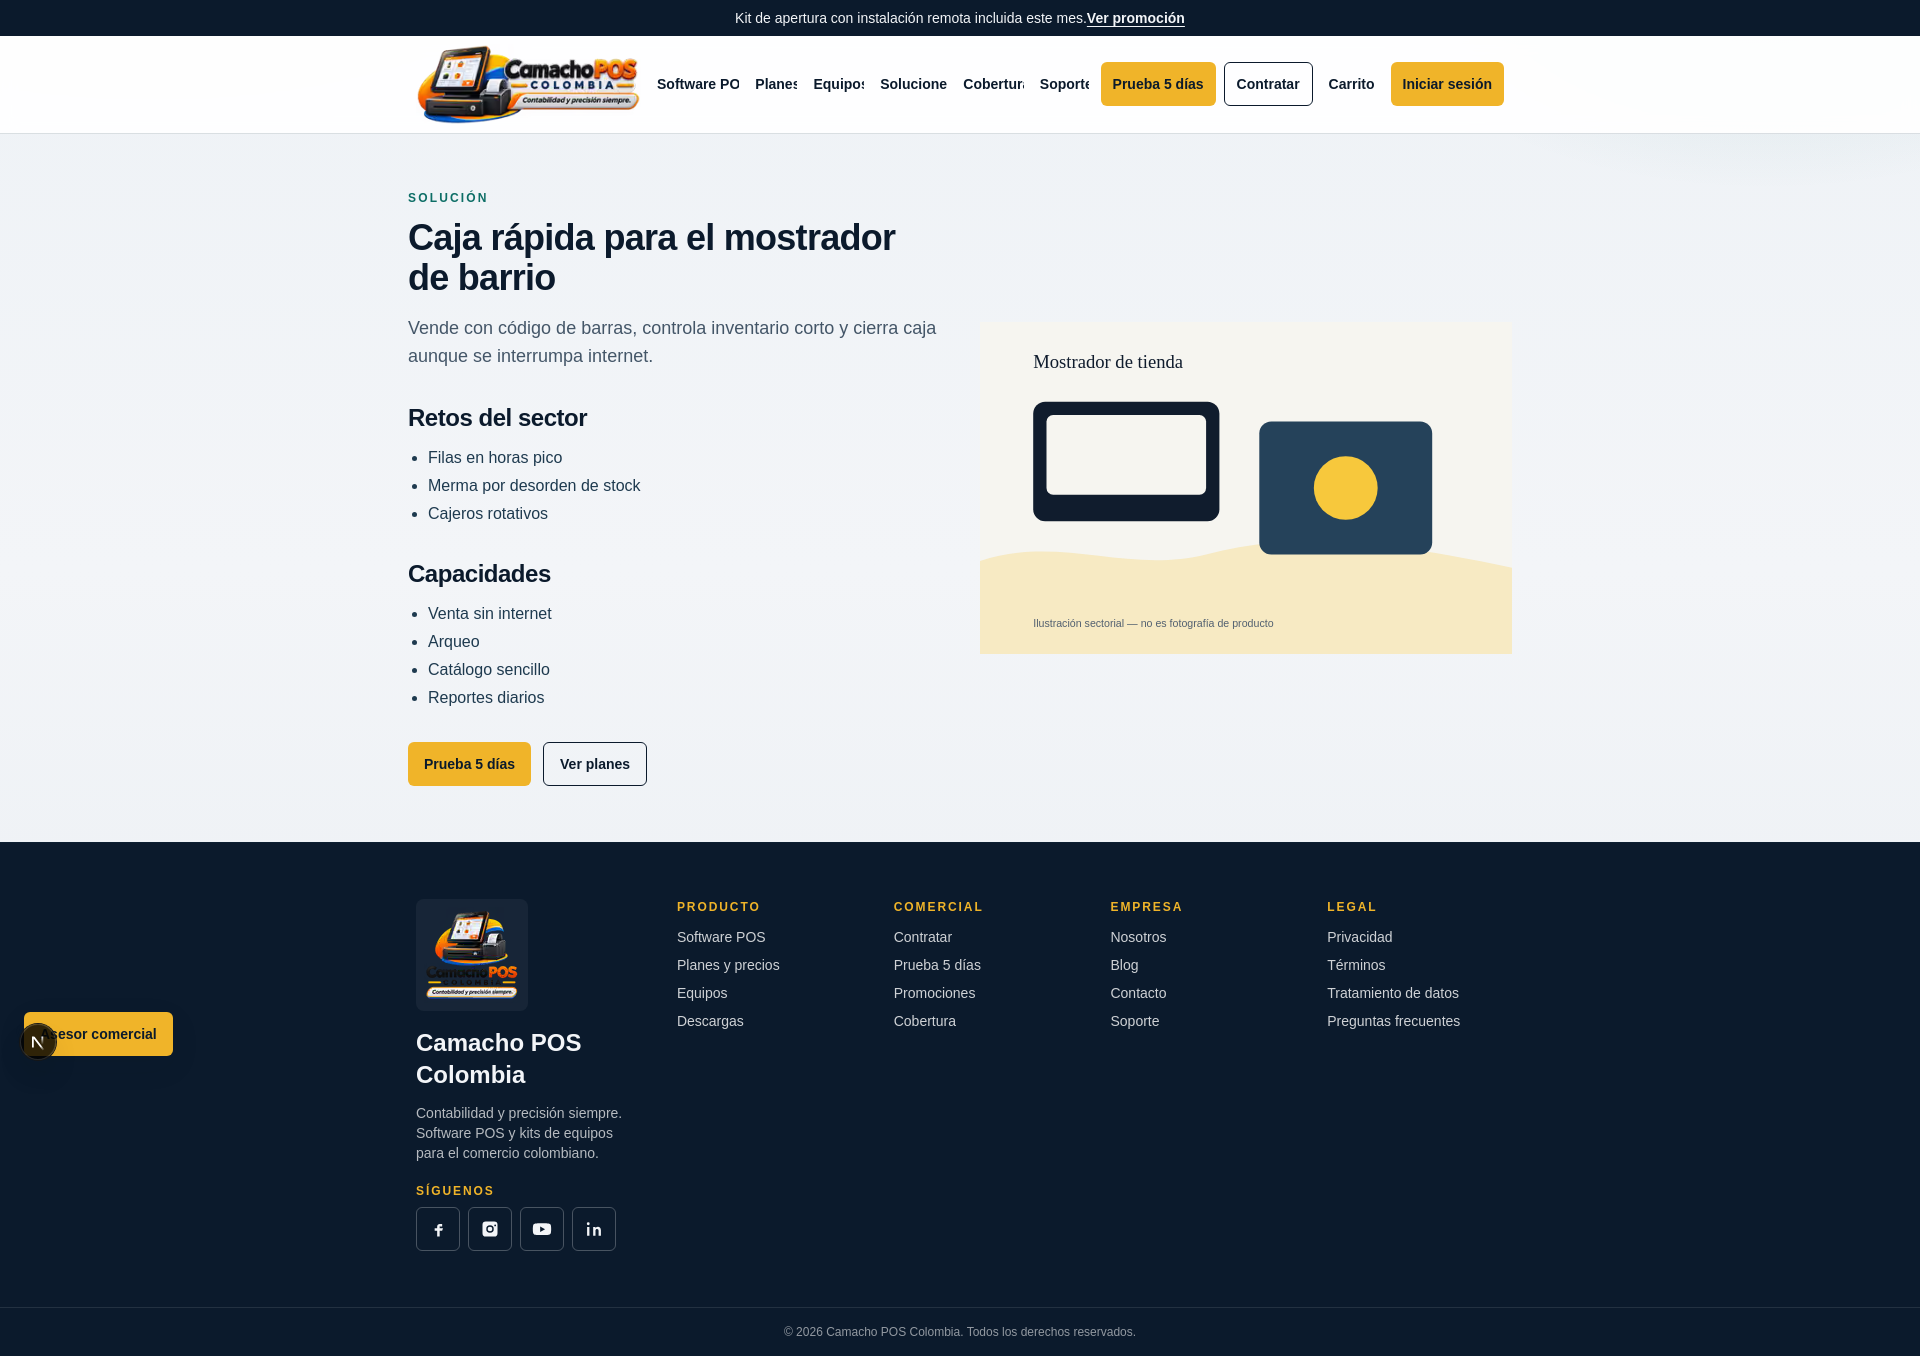 Kit de apertura con instalación remota incluida este mes.Ver promoción
CamachoPOS
COLOMBIA
Contabilidad y precisión siempre.
Software PO Planes Equipos Solucione Cobertura Soporte Prueba 5 días Contratar Carrito Iniciar sesión
SOLUCIÓN
Caja rápida para el mostrador
de barrio
Vende con código de barras, controla inventario corto y cierra caja
aunque se interrumpa internet.
Retos del sector
Filas en horas pico
Merma por desorden de stock
Cajeros rotativos
Capacidades
Venta sin internet
Arqueo
Catálogo sencillo
Reportes diarios
Prueba 5 días Ver planes
Mostrador de tienda
Ilustración sectorial — no es fotografía de producto
CamachoPOS
COLOMBIA
Contabilidad y precisión siempre.
Camacho POS
Colombia
Contabilidad y precisión siempre.
Software POS y kits de equipos
para el comercio colombiano.
SÍGUENOS
PRODUCTO
Software POS
Planes y precios
Equipos
Descargas
COMERCIAL
Contratar
Prueba 5 días
Promociones
Cobertura
EMPRESA
Nosotros
Blog
Contacto
Soporte
LEGAL
Privacidad
Términos
Tratamiento de datos
Preguntas frecuentes
Asesor comercial
© 2026 Camacho POS Colombia. Todos los derechos reservados.